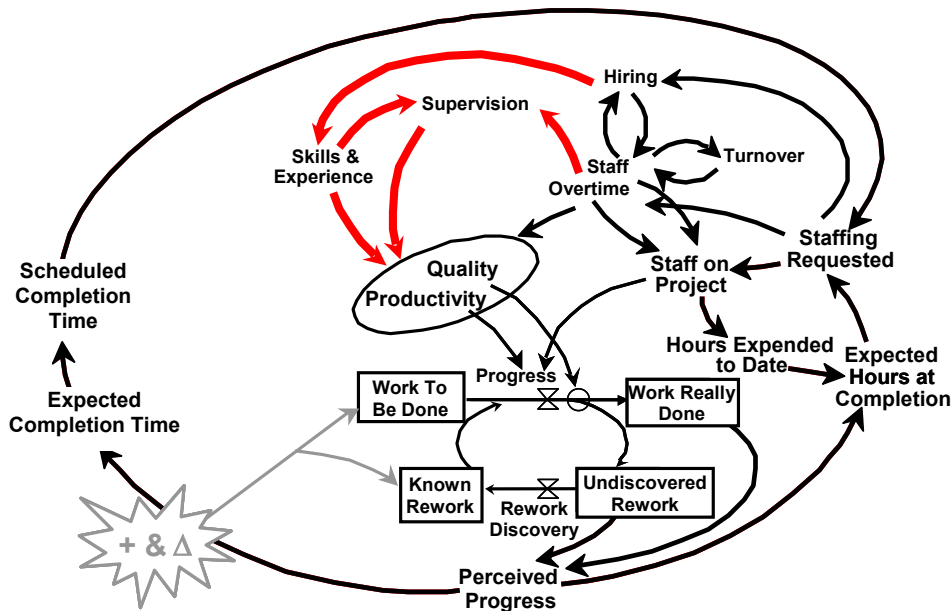 Hiring
Supervision
Skills &
Experience
Staff
Overtime
Turnover
Scheduled
Completion
Time
Quality
Productivity
Staff on
Project
Staffing
Requested
Hours Expended
to Date
Expected
Hours at
Completion
Progress
Work To
Be Done
Work Really
Done
Expected
Completion Time
Known
Rework
Rework
Discovery
Undiscovered
Rework
+ & Δ
Perceived
Progress